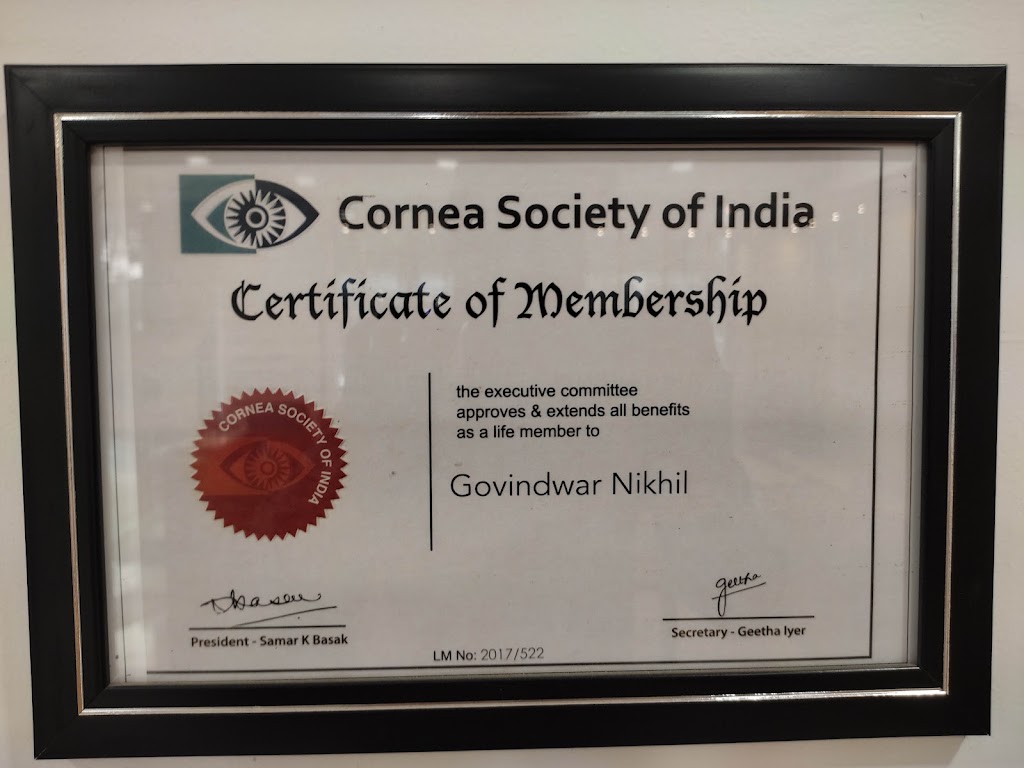 Cornea Society of India
Certificate of Membership
the executive committee
approves & extends all benefits
as a life member to
Govindwar Nikhil
CORNEA SOCIETY OF INDIA
geetha
President - Samar K Basak
Secretary - Geetha Iyer
LM No: 2017/522